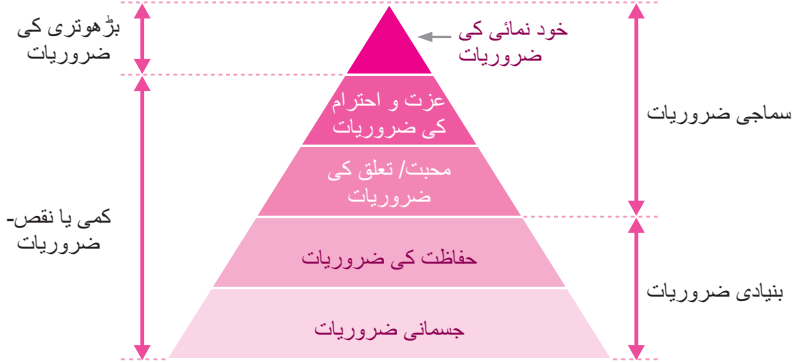 خود نمائی کی
ضروریات
بڑھوتری کی
ضروریات
عزت و احترام
کی ضروریات
سماجی ضروریات
محبت/ تعلق کی
ضروریات
کمی یا نقص-
ضروریات
حفاظت کی ضروریات
بنیادی ضروریات
جسمانی ضروریات